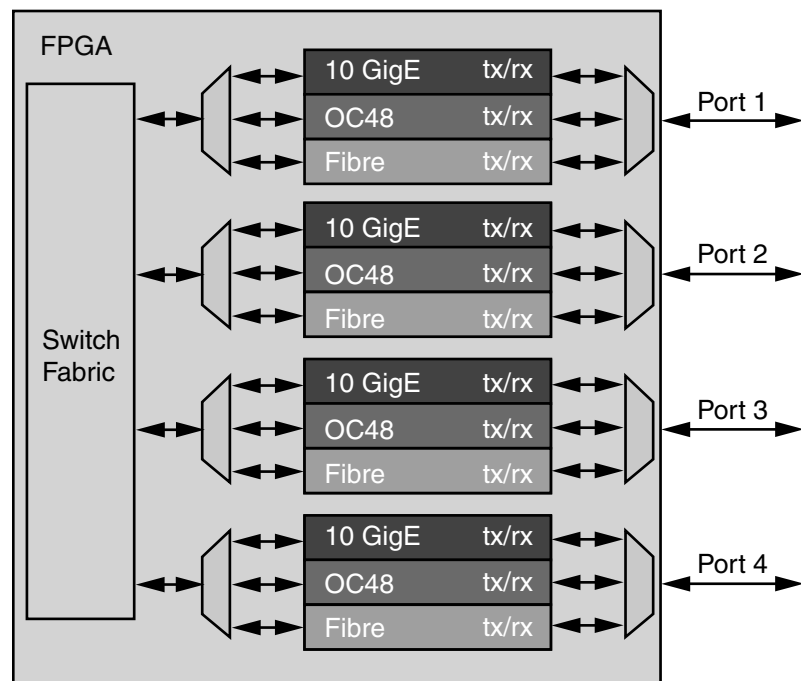 FPGA
10 GigE tx/rx
OC48 tx/rx
Fibre tx/rx
Port 1
10 GigE tx/rx
OC48 tx/rx
Fibre tx/rx
Port 2
Switch
Fabric
10 GigE tx/rx
OC48 tx/rx
Fibre tx/rx
Port 3
10 GigE tx/rx
OC48 tx/rx
Fibre tx/rx
Port 4